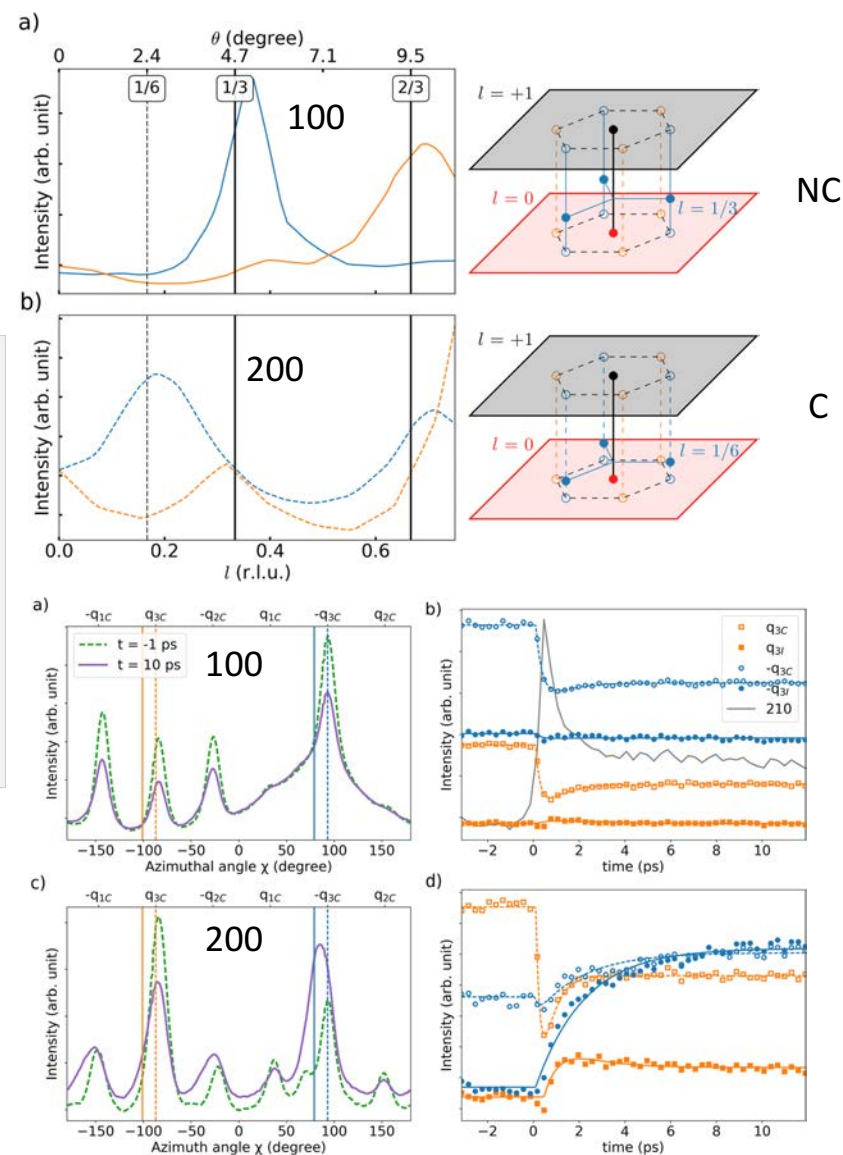 a)
θ (degree)
0 2.4 4.7 7.1 9.5
1/6 1/3 2/3
100
Intensity (arb. unit)
l = +1
l = 0
l = 1/3
NC
b)
200
Intensity (arb. unit)
0.0 0.2 0.4 0.6
l (r.l.u.)
l = +1
l = 0
l = 1/6
C
a)
-q1C q3C -q2C q1C -q3C q2C
t = -1 ps
t = 10 ps
100
Intensity (arb. unit)
−150 −100 −50 0 50 100 150
Azimuthal angle χ (degree)
b)
q3C
q3I
-q3C
-q3I
210
Intensity (arb. unit)
−2 0 2 4 6 8 10
time (ps)
c)
-q1C q3C -q2C q1C -q3C q2C
200
Intensity (arb. unit)
−150 −100 −50 0 50 100 150
Azimuth angle χ (degree)
d)
Intensity (arb. unit)
−2 0 2 4 6 8 10
time (ps)